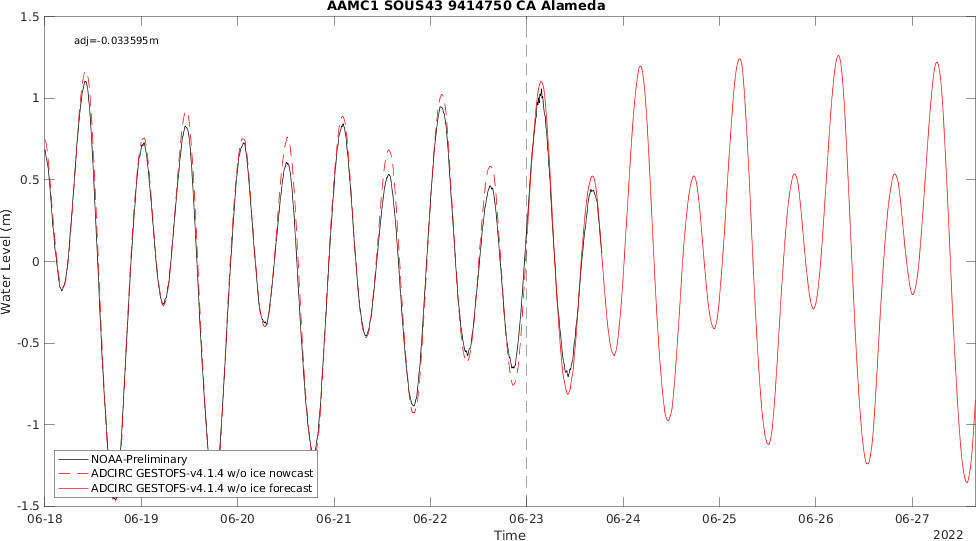 AAMC1 SOUS43 9414750 CA Alameda
adj=-0.033595m
1.5
1
0.5
0
-0.5
-1
-1.5
Water Level (m)
NOAA-Preliminary
ADCIRC GESTOFS-v4.1.4 w/o ice nowcast
ADCIRC GESTOFS-v4.1.4 w/o ice forecast
06-18 06-19 06-20 06-21 06-22 06-23 06-24 06-25 06-26 06-27
Time
2022